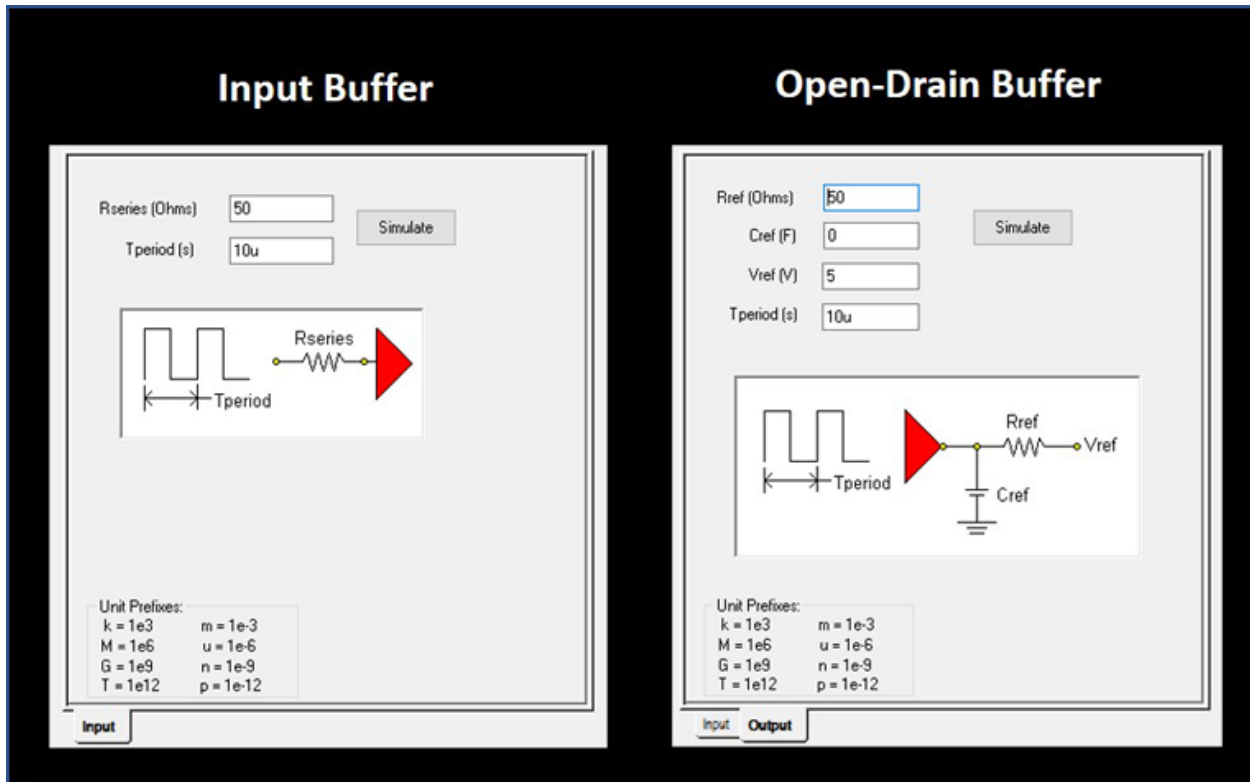 Input Buffer
Rseries (Ohms) 50
Simulate
Tperiod (s) 10u
Rseries
Tperiod
Unit Prefixes:
k = 1e3 m = 1e-3
M = 1e6 u = 1e-6
G = 1e9 n = 1e-9
T = 1e12 p = 1e-12
Input
Open-Drain Buffer
Rref (Ohms) 50
Simulate
Cref (F) 0
Vref (V) 5
Tperiod (s) 10u
Rref
Vref
Tperiod
Cref
Unit Prefixes:
k = 1e3 m = 1e-3
M = 1e6 u = 1e-6
G = 1e9 n = 1e-9
T = 1e12 p = 1e-12
Input Output